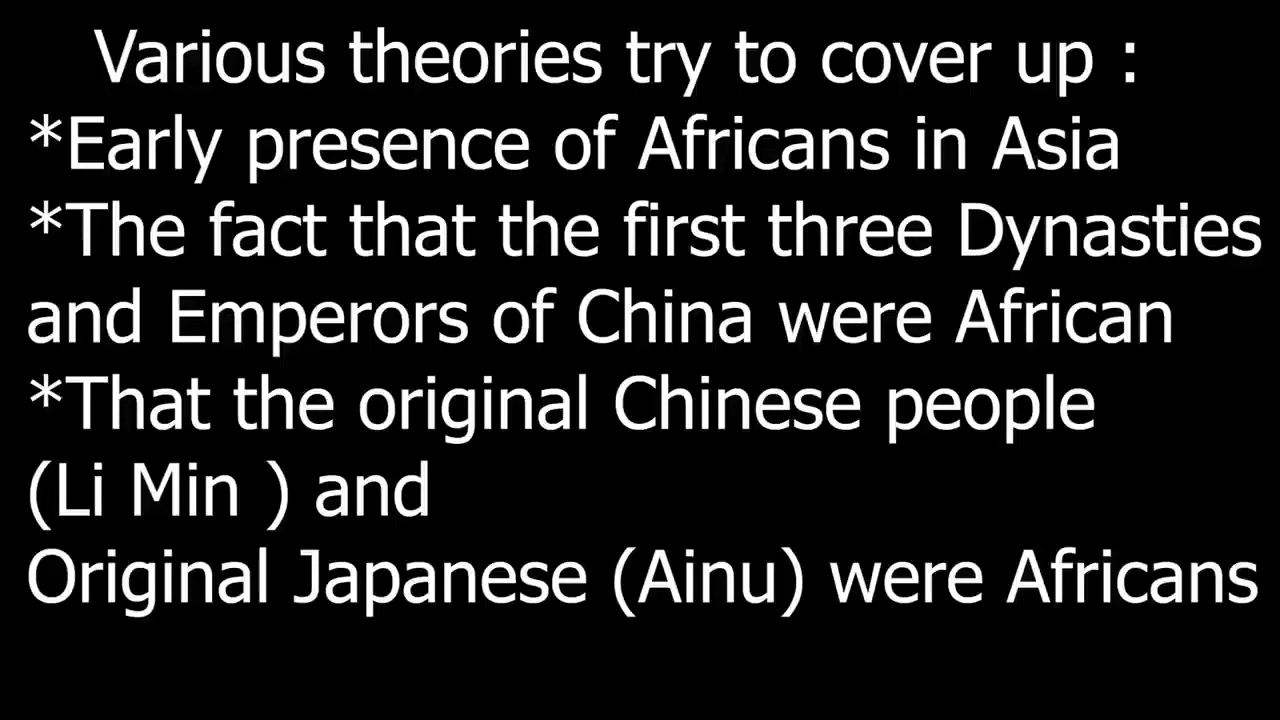 Various theories try to cover up :
*Early presence of Africans in Asia
*The fact that the first three Dynasties
and Emperors of China were African
*That the original Chinese people
(Li Min ) and
Original Japanese (Ainu) were Africans